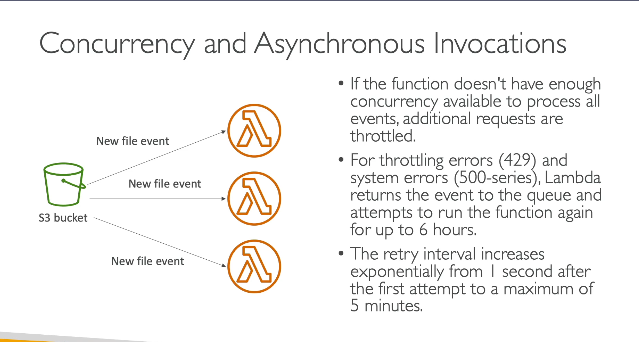 Concurrency and Asynchronous Invocations
New file event
New file event
New file event
S3 bucket
• If the function doesn't have enough
concurrency available to process all
events, additional requests are
throttled.
• For throttling errors (429) and
system errors (500-series), Lambda
returns the event to the queue and
attempts to run the function again
for up to 6 hours.
• The retry interval increases
exponentially from 1 second after
the first attempt to a maximum of
5 minutes.